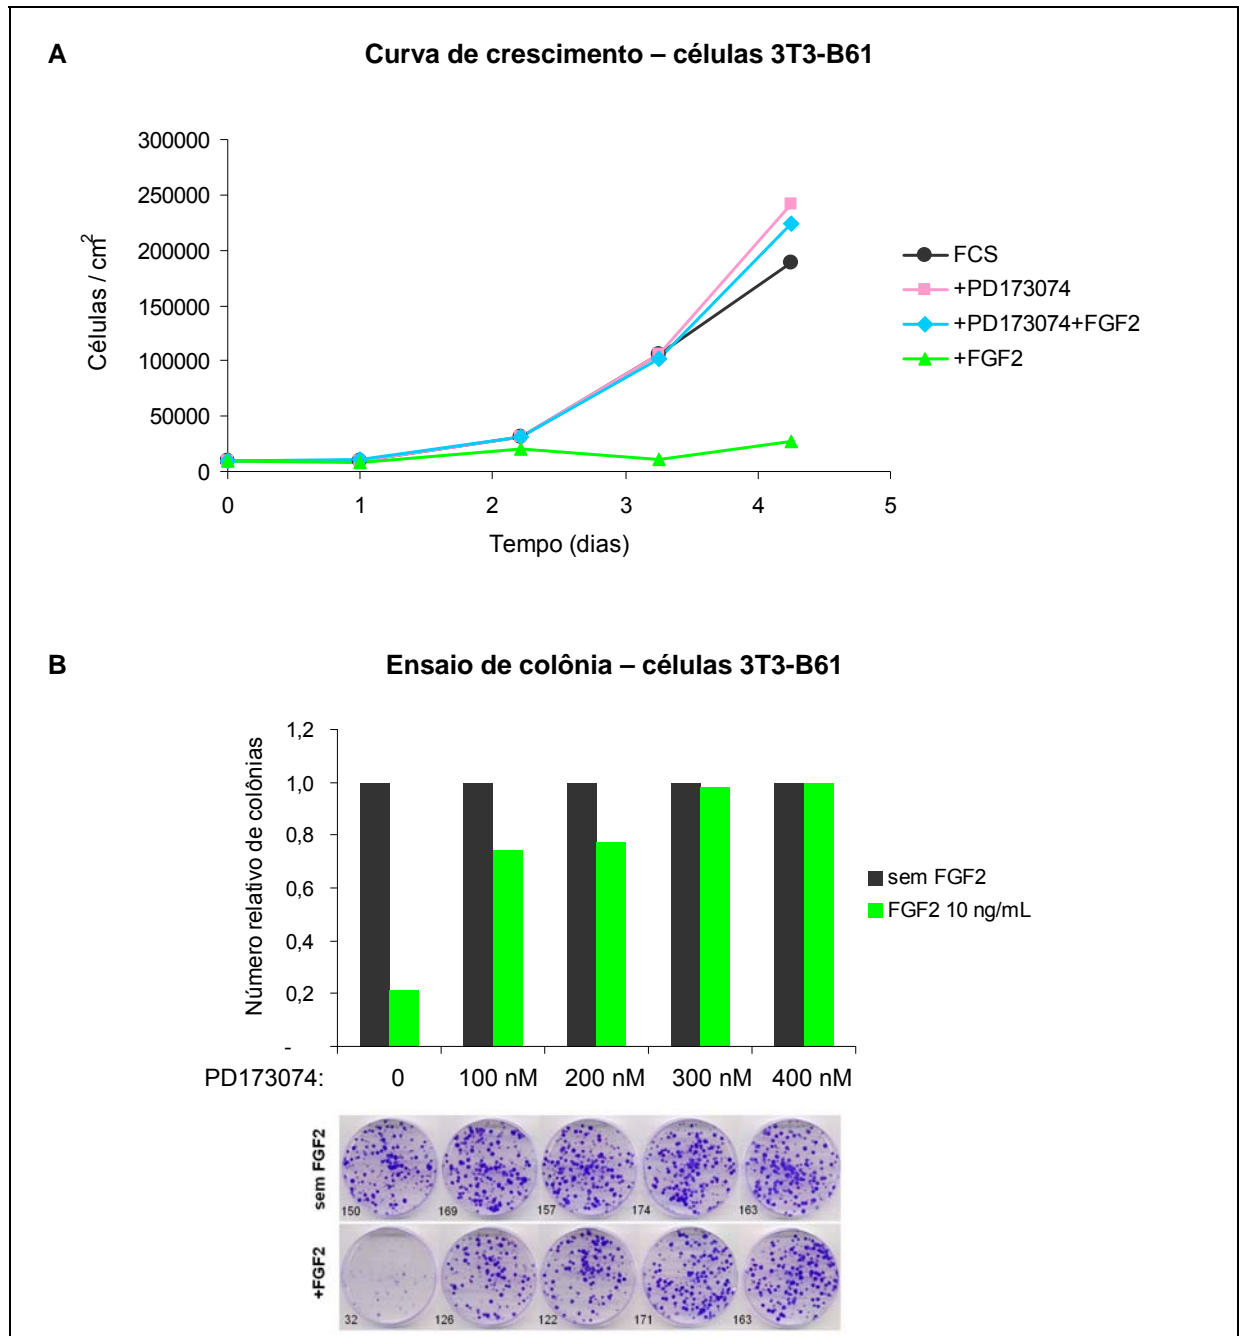 A
Curva de crescimento – células 3T3-B61
300000
250000
200000
150000
100000
50000
0
Células / cm²
0 1 2 3 4 5
Tempo (dias)
FCS
+PD173074
+PD173074+FGF2
+FGF2
B
Ensaio de colônia – células 3T3-B61
1,2
1,0
0,8
0,6
0,4
0,2
-
Número relativo de colônias
PD173074: 0 100 nM 200 nM 300 nM 400 nM
sem FGF2
FGF2 10 ng/mL
sem FGF2
150 169 157 174 163
+FGF2
32 126 122 171 163